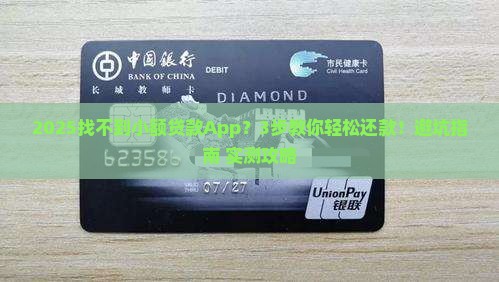 中国银行
BANK OF CHINA
DEBIT
市民健康卡
Civil Health Card
长城教师卡
DIAMOND
2025找不到小额贷款App？3步教你轻松还款！避坑指
南 实测攻略
623586
07/27
UnionPay
银联